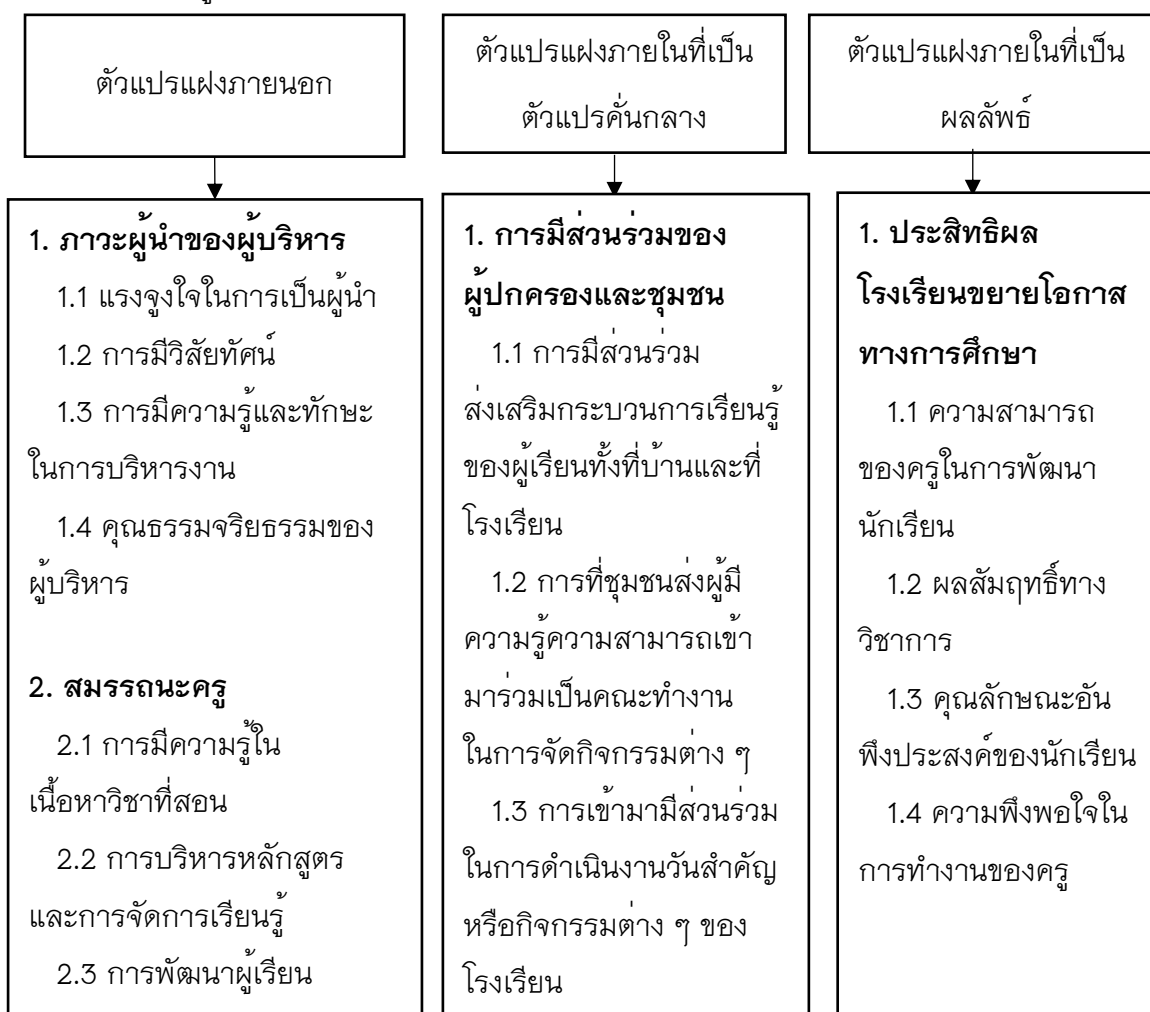 ตัวแปรแฝงภายนอก
ตัวแปรแฝงภายในที่เป็น
ตัวแปรคั่นกลาง
ตัวแปรแฝงภายในที่เป็น
ผลลัพธ์
1. ภาวะผู้นำของผู้บริหาร
1.1 แรงจูงใจในการเป็นผู้นำ
1.2 การมีวิสัยทัศน์
1.3 การมีความรู้และทักษะ
ในการบริหารงาน
1.4 คุณธรรมจริยธรรมของ
ผู้บริหาร
2. สมรรถนะครู
2.1 การมีความรู้ใน
เนื้อหาวิชาที่สอน
2.2 การบริหารหลักสูตร
และการจัดการเรียนรู้
2.3 การพัฒนาผู้เรียน
1. การมีส่วนร่วมของ
ผู้ปกครองและชุมชน
1.1 การมีส่วนร่วม
ส่งเสริมกระบวนการเรียนรู้
ของผู้เรียนทั้งที่บ้านและที่
โรงเรียน
1.2 การที่ชุมชนส่งผู้มี
ความรู้ความสามารถเข้า
มาร่วมเป็นคณะทำงาน
ในการจัดกิจกรรมต่าง ๆ
1.3 การเข้ามามีส่วนร่วม
ในการดำเนินงานวันสำคัญ
หรือกิจกรรมต่าง ๆ ของ
โรงเรียน
1. ประสิทธิผล
โรงเรียนขยายโอกาส
ทางการศึกษา
1.1 ความสามารถ
ของครูในการพัฒนา
นักเรียน
1.2 ผลสัมฤทธิ์ทาง
วิชาการ
1.3 คุณลักษณะอัน
พึงประสงค์ของนักเรียน
1.4 ความพึงพอใจใน
การทำงานของครู